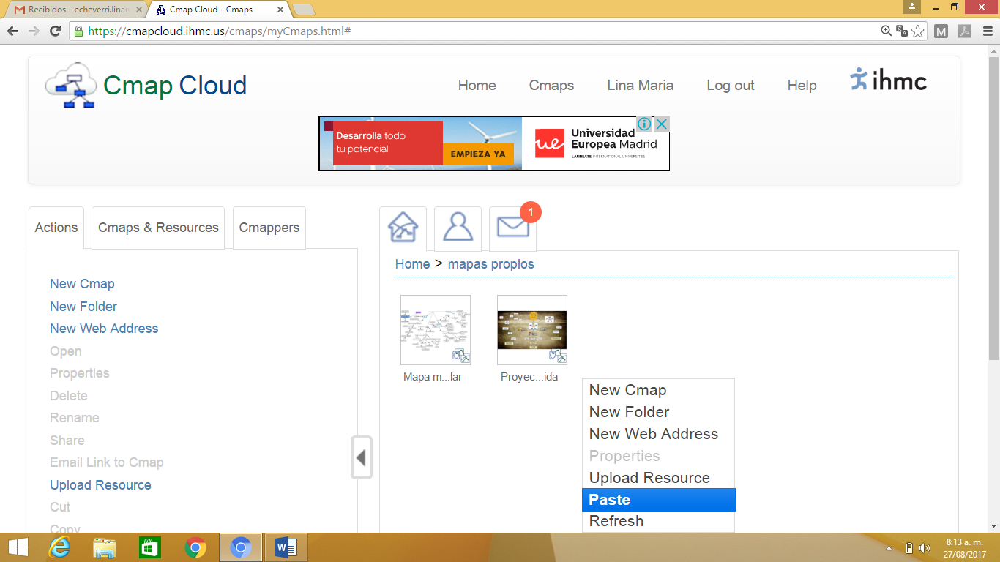 Recibidos - echeverri.linan
Cmap Cloud - Cmaps
https://cmapcloud.ihmc.us/cmaps/myCmaps.html#
M
Cmap Cloud
Home
Cmaps
Lina Maria
Log out
Help
ihmc
Desarrolla todo
tu potencial
EMPIEZA YA
ue
Universidad
Europea Madrid
LAUREATE INTERNATIONAL UNIVERSITIES
Actions
Cmaps & Resources
Cmappers
1
Home > mapas propios
New Cmap
New Folder
New Web Address
Open
Properties
Delete
Rename
Share
Email Link to Cmap
Upload Resource
Cut
Copy
Mapa m...lar
Proyec...ida
New Cmap
New Folder
New Web Address
Properties
Upload Resource
Paste
Refresh
8:13 a. m.
27/08/2017